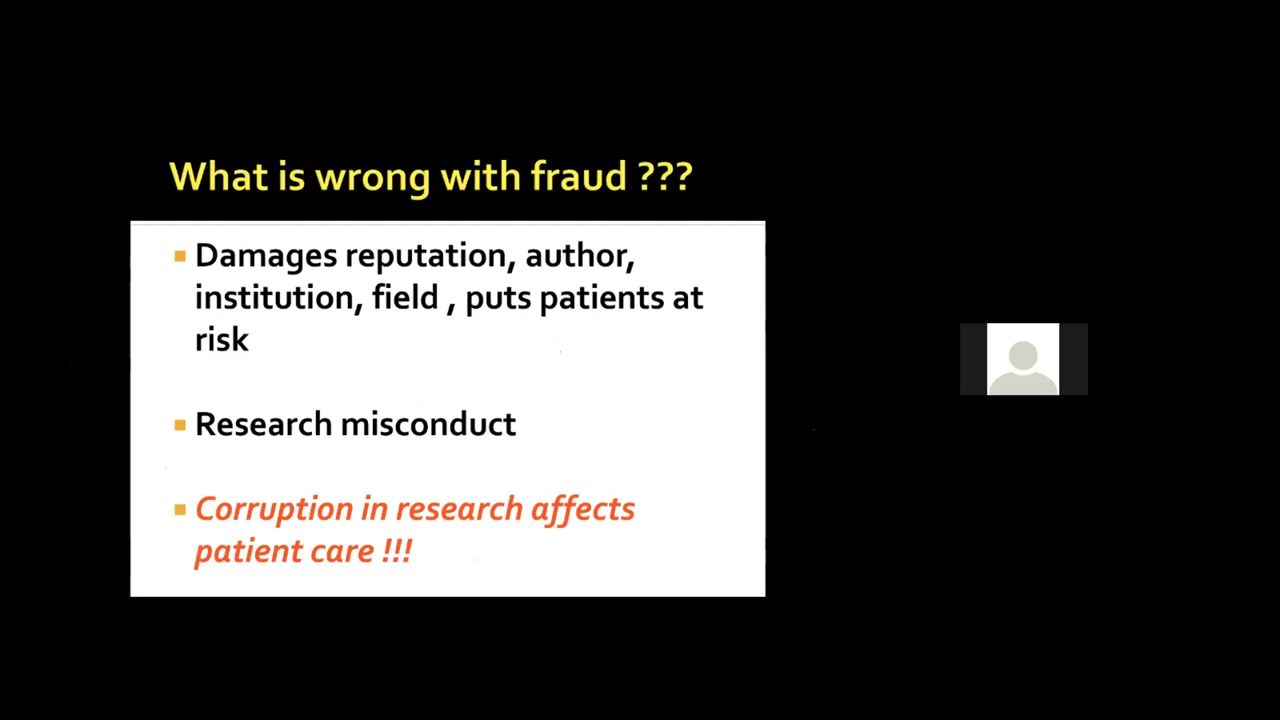 What is wrong with fraud ???
▪ Damages reputation, author,
institution, field , puts patients at
risk
▪ Research misconduct
▪ Corruption in research affects
patient care !!!